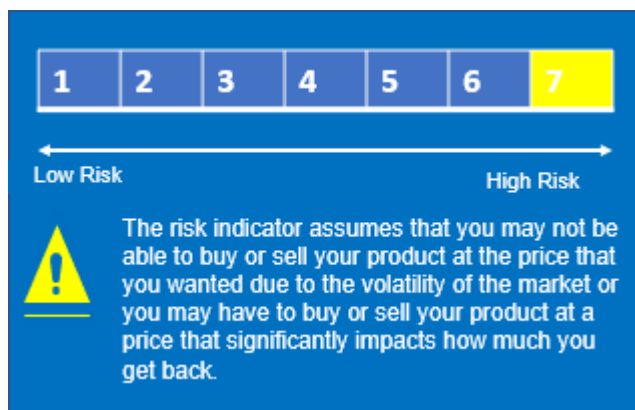 1 2 3 4 5 6 7
Low Risk High Risk
!
The risk indicator assumes that you may not be
able to buy or sell your product at the price that
you wanted due to the volatility of the market or
you may have to buy or sell your product at a
price that significantly impacts how much you
get back.